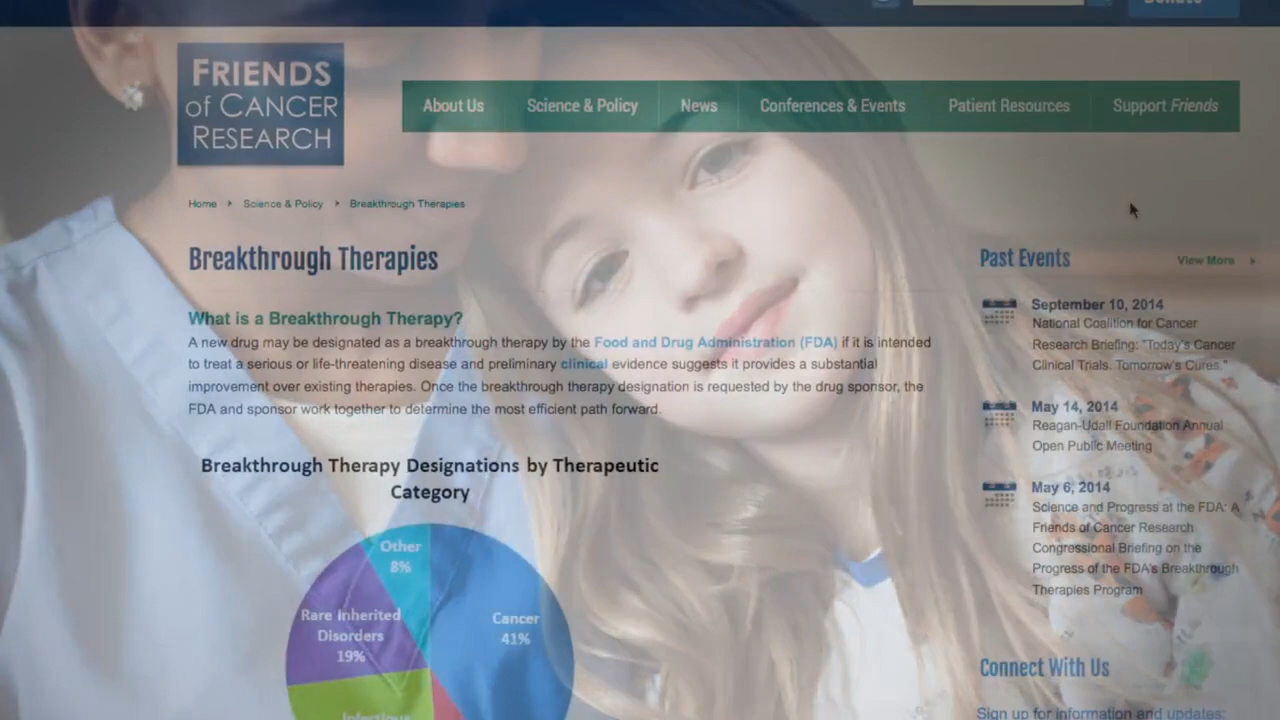 Donate
FRIENDS
of CANCER
RESEARCH
About Us
Science & Policy
News
Conferences & Events
Patient Resources
Support Friends
Home
Science & Policy
Breakthrough Therapies
Breakthrough Therapies
What is a Breakthrough Therapy?
A new drug may be designated as a breakthrough therapy by the Food and Drug Administration (FDA) if it is intended
to treat a serious or life-threatening disease and preliminary clinical evidence suggests it provides a substantial
improvement over existing therapies. Once the breakthrough therapy designation is requested by the drug sponsor, the
FDA and sponsor work together to determine the most efficient path forward.
Breakthrough Therapy Designations by Therapeutic
Category
Other
8%
Rare Inherited
Disorders
19%
Cancer
41%
Infectious
Past Events
View More
September 10, 2014
National Coalition for Cancer
Research Briefing: "Today's Cancer
Clinical Trials. Tomorrow's Cures."
May 14, 2014
Reagan-Udall Foundation Annual
Open Public Meeting
May 6, 2014
Science and Progress at the FDA: A
Friends of Cancer Research
Congressional Briefing on the
Progress of the FDA's Breakthrough
Therapies Program
Connect With Us
Sign up for information and updates: